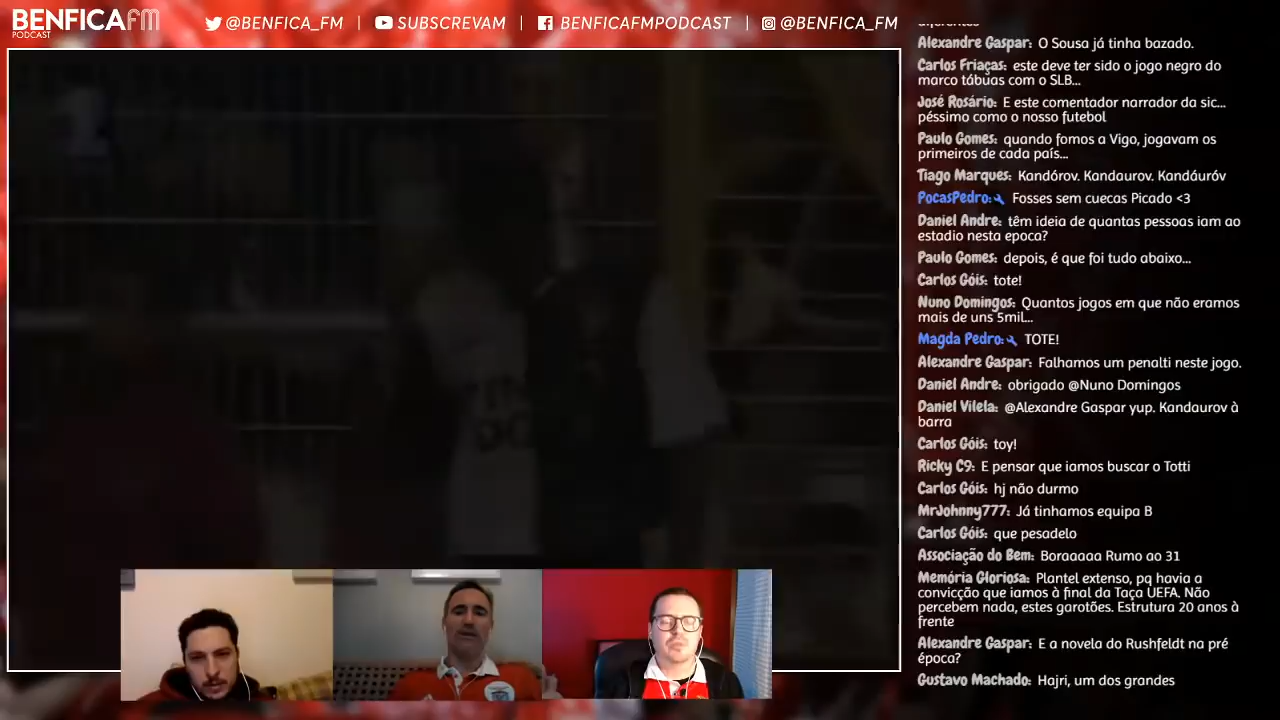 BENFICAFM
PODCAST
@BENFICA_FM | SUBSCREVAM | BENFICAFMPODCAST | @BENFICA_FM
diferentes
Alexandre Gaspar: O Sousa já tinha bazado.
Carlos Friaças: este deve ter sido o jogo negro do
marco tábuas com o SLB...
José Rosário: E este comentador narrador da sic...
péssimo como o nosso futebol
Paulo Gomes: quando fomos a Vigo, jogavam os
primeiros de cada país...
Tiago Marques: Kandórov. Kandaurov. Kandáuróv
PocasPedro: Fosses sem cuecas Picado <3
Daniel Andre: têm ideia de quantas pessoas iam ao
estadio nesta epoca?
Paulo Gomes: depois, é que foi tudo abaixo...
Carlos Góis: tote!
Nuno Domingos: Quantos jogos em que não eramos
mais de uns 5mil...
Magda Pedro: TOTE!
Alexandre Gaspar: Falhamos um penalti neste jogo.
Daniel Andre: obrigado @Nuno Domingos
Daniel Vilela: @Alexandre Gaspar yup. Kandaurov à
barra
Carlos Góis: toy!
Ricky C9: E pensar que iamos buscar o Totti
Carlos Góis: hj não durmo
MrJohnny777: Já tinhamos equipa B
Carlos Góis: que pesadelo
Associação do Bem: Boraaaaa Rumo ao 31
Memória Gloriosa: Plantel extenso, pq havia a
convicção que iamos à final da Taça UEFA. Não
percebem nada, estes garotões. Estrutura 20 anos à
frente
Alexandre Gaspar: E a novela do Rushfeldt na pré
época?
Gustavo Machado: Hajri, um dos grandes